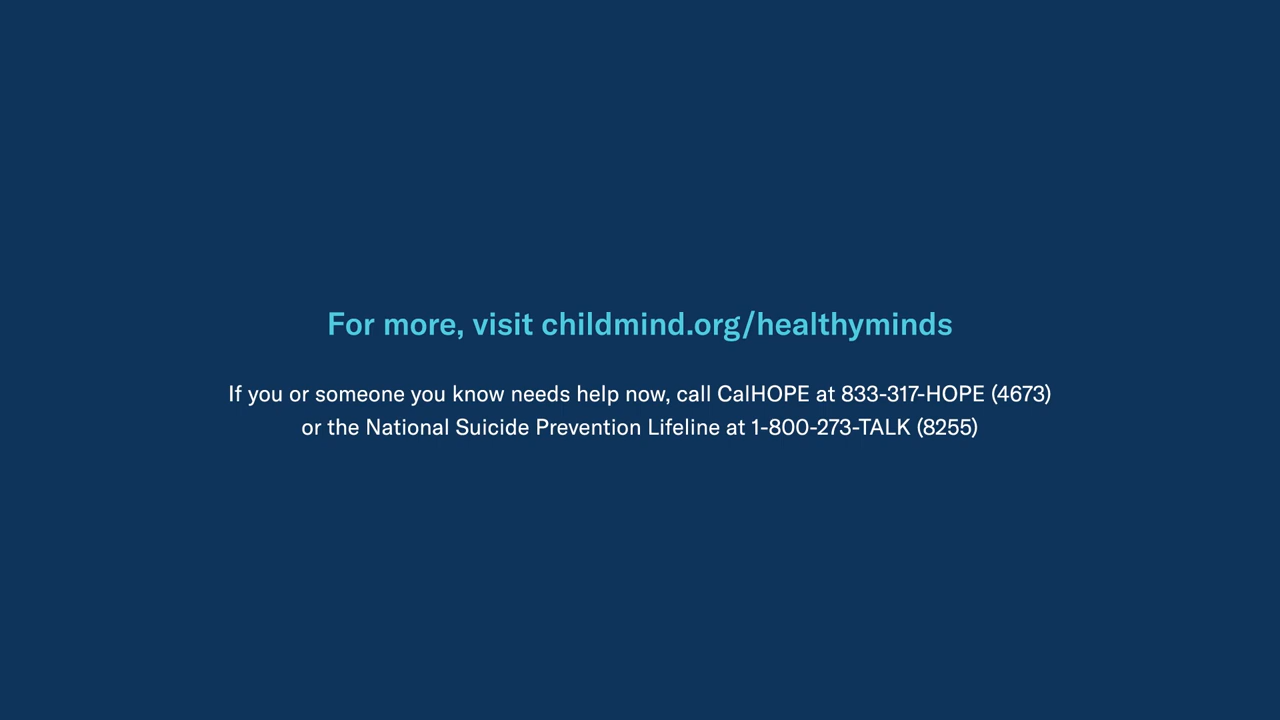 For more, visit childmind.org/healthyminds
If you or someone you know needs help now, call CalHOPE at 833-317-HOPE (4673)
or the National Suicide Prevention Lifeline at 1-800-273-TALK (8255)